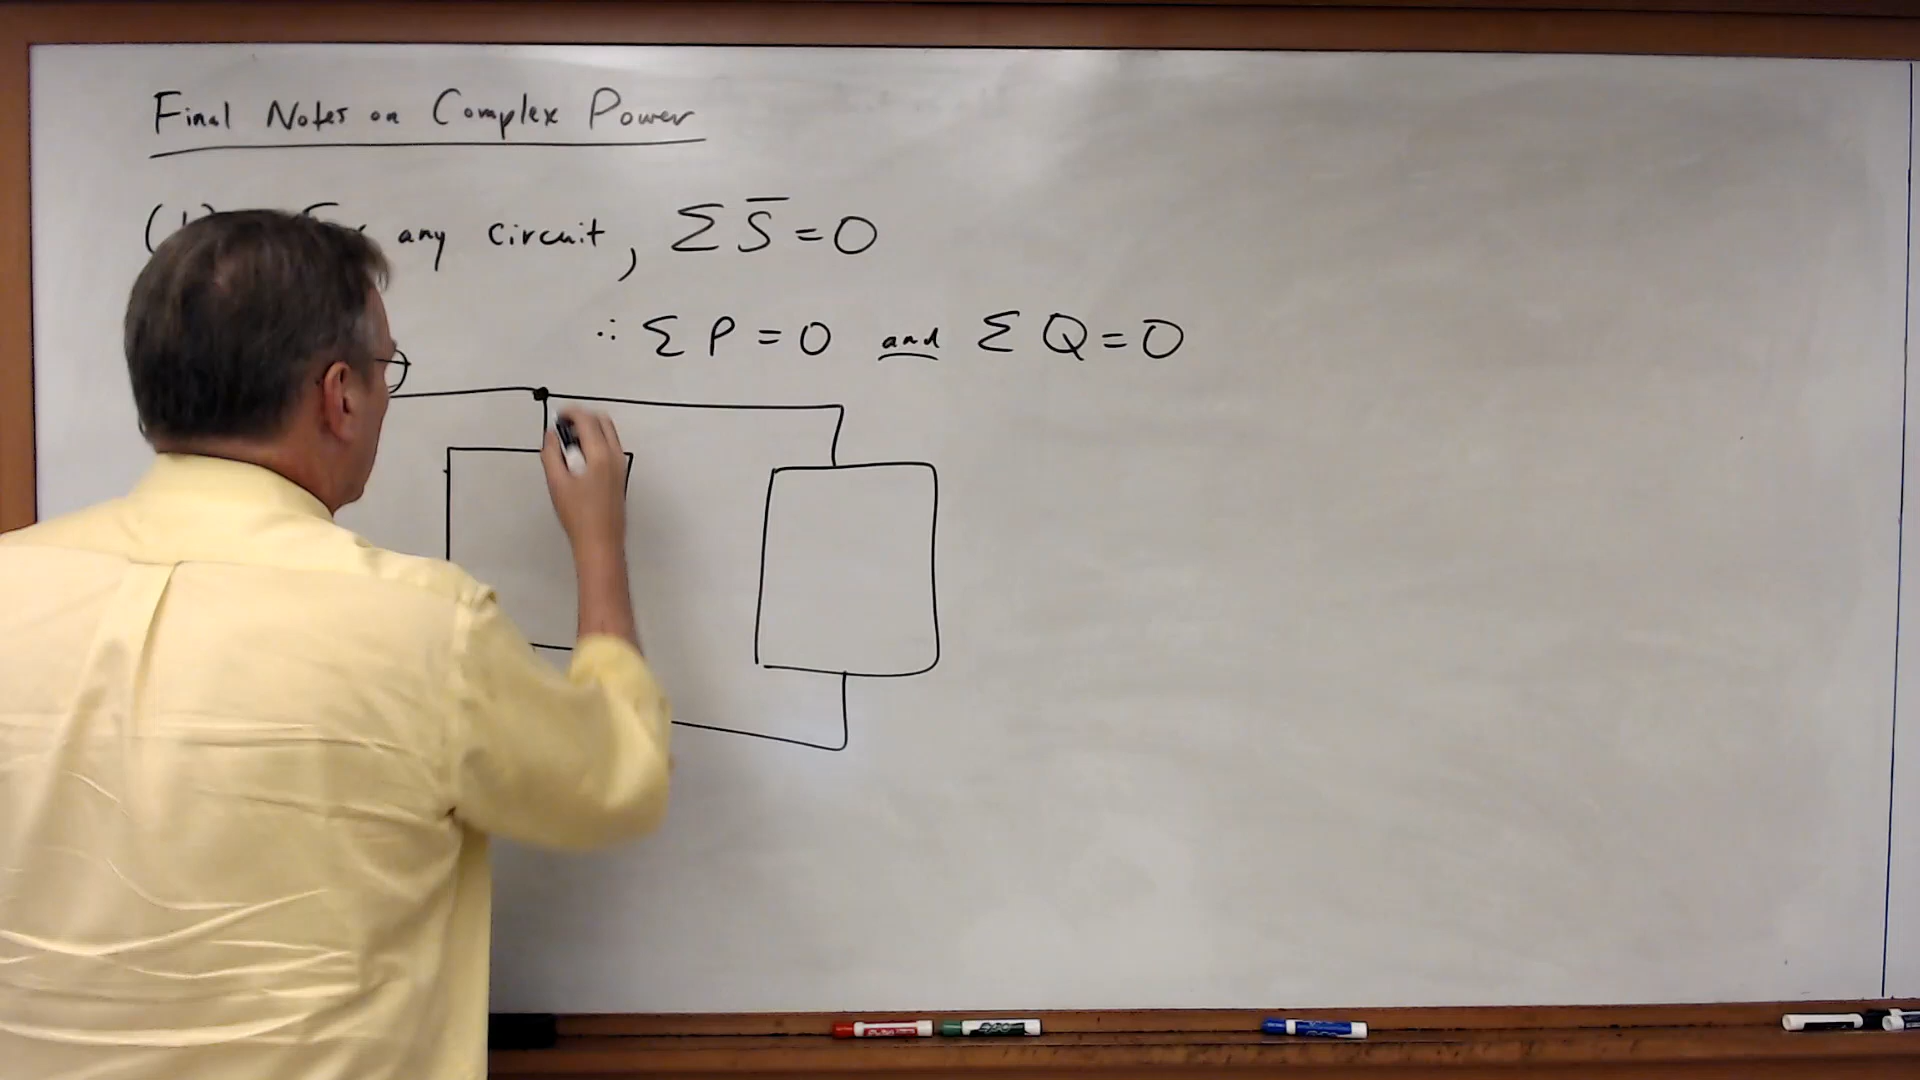 Final Notes on Complex Power
any circuit, Σ S̅ = 0
∴ Σ P = 0 and Σ Q = 0